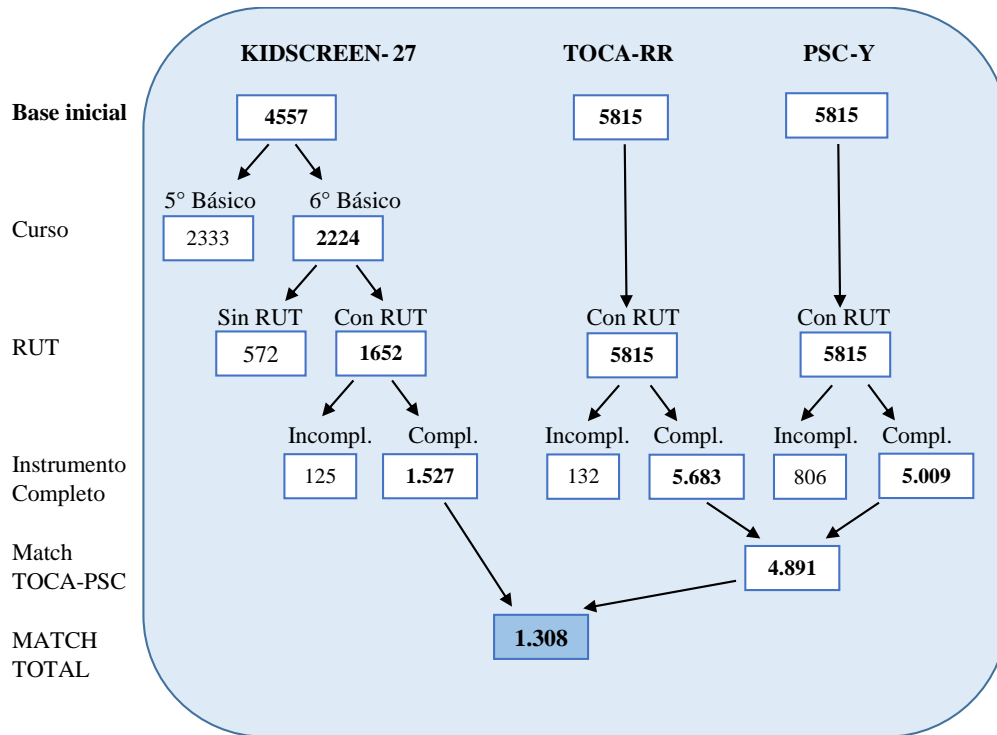 KIDSCREEN-27 TOCA-RR PSC-Y
Base inicial 4557 5815 5815
5° Básico 6° Básico
Curso 2333 2224
Sin RUT Con RUT Con RUT Con RUT
RUT 572 1652 5815 5815
Incompl. Compl. Incompl. Compl. Incompl. Compl.
Instrumento
Completo 125 1.527 132 5.683 806 5.009
Match
TOCA-PSC 4.891
MATCH
TOTAL 1.308